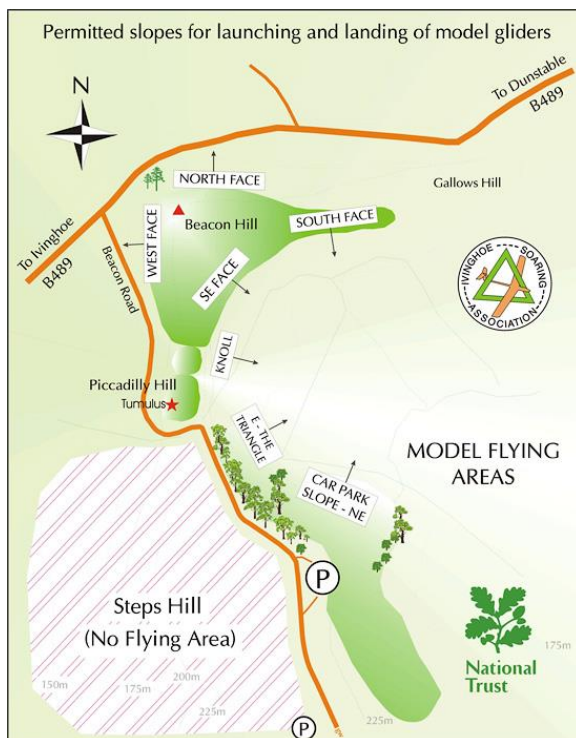 Permitted slopes for launching and landing of model gliders
N
To Dunstable
B489
NORTH FACE
Gallows Hill
Beacon Hill
SOUTH FACE
WEST FACE
To Ivinghoe
B489
Beacon Road
SE FACE
IVINGHOE SOARING
ASSOCIATION
KNOLL
Piccadilly Hill
Tumulus
E - THE
TRIANGLE
MODEL FLYING
AREAS
CAR PARK
SLOPE - NE
P
Steps Hill
(No Flying Area)
National
Trust
175m
150m
175m
200m
225m
225m
P